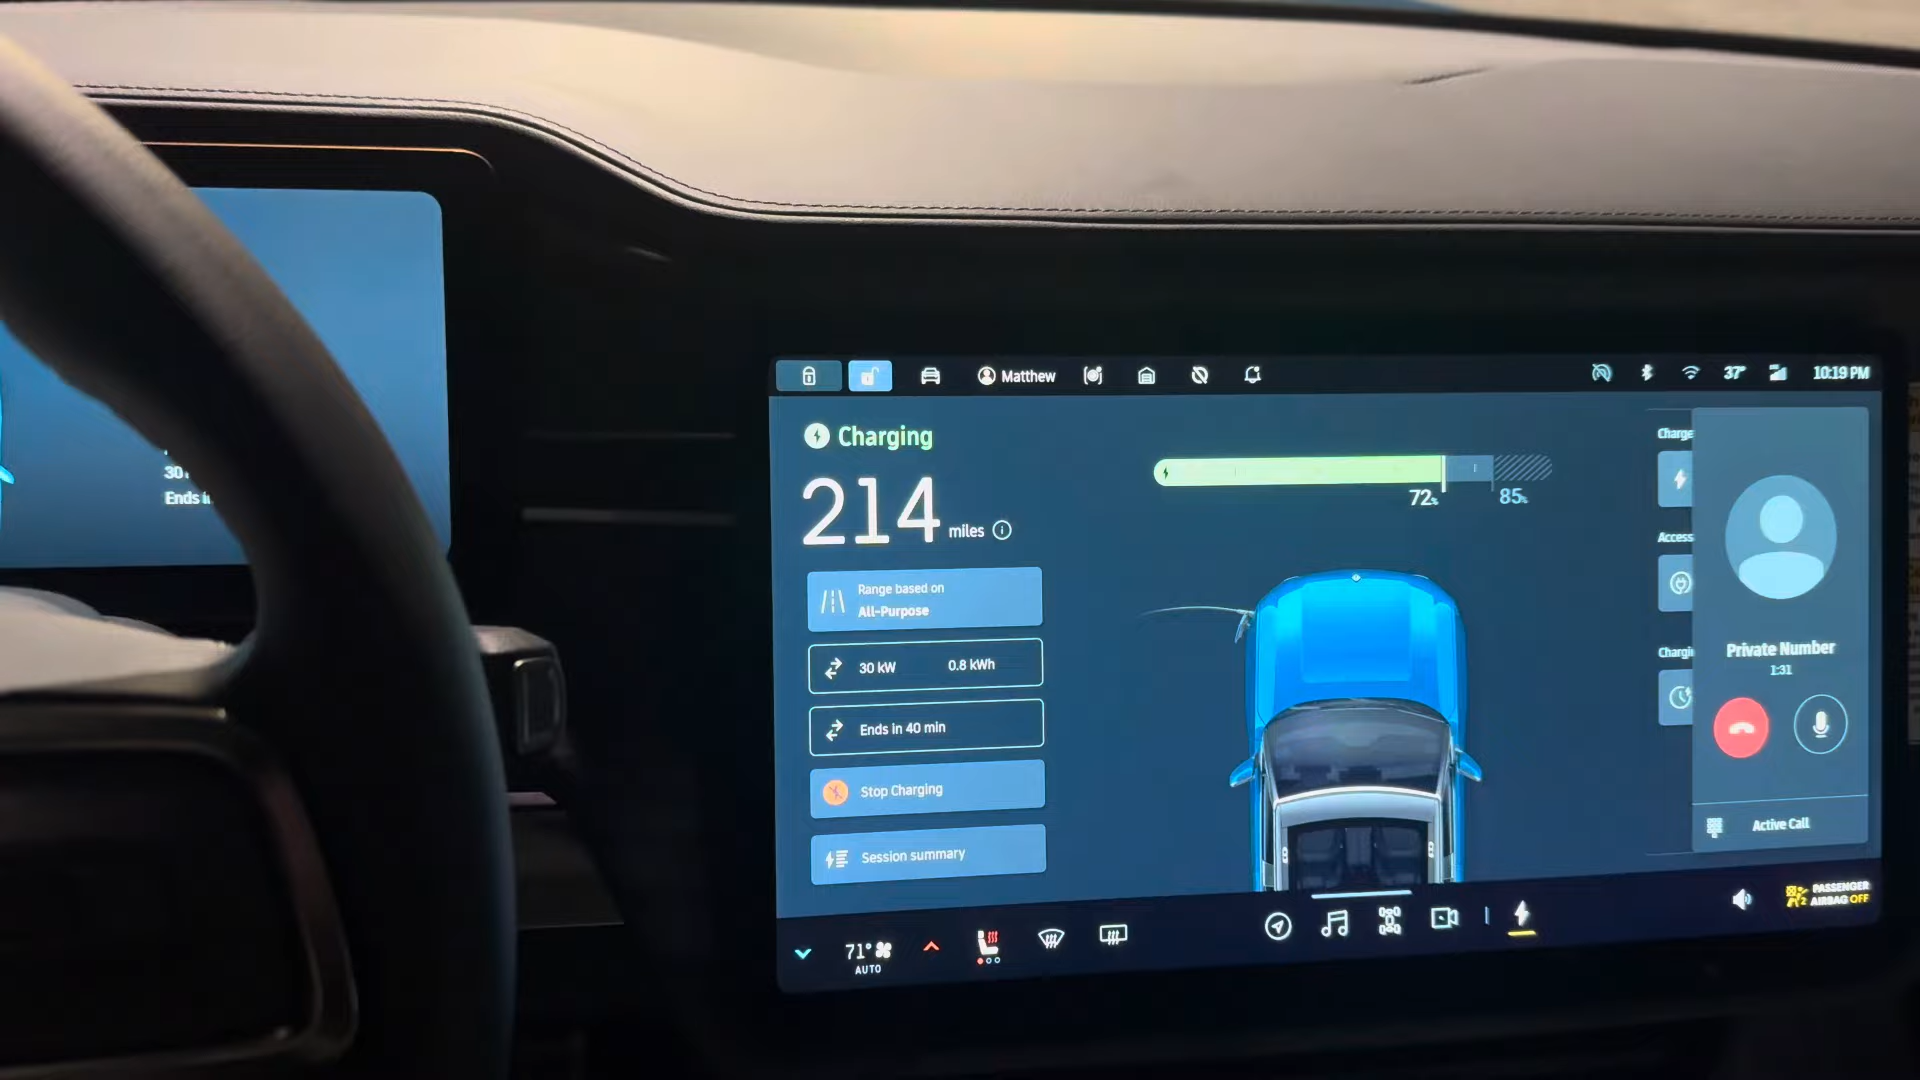 Matthew
37°
10:19 PM
Charging
214 miles
Range based on
All-Purpose
30 kW 0.8 kWh
Ends in 40 min
Stop Charging
Session summary
72%
85%
Charge
Access
Chargi
Private Number
1:31
Active Call
71°
AUTO
PASSENGER
AIRBAG OFF
30
Ends i